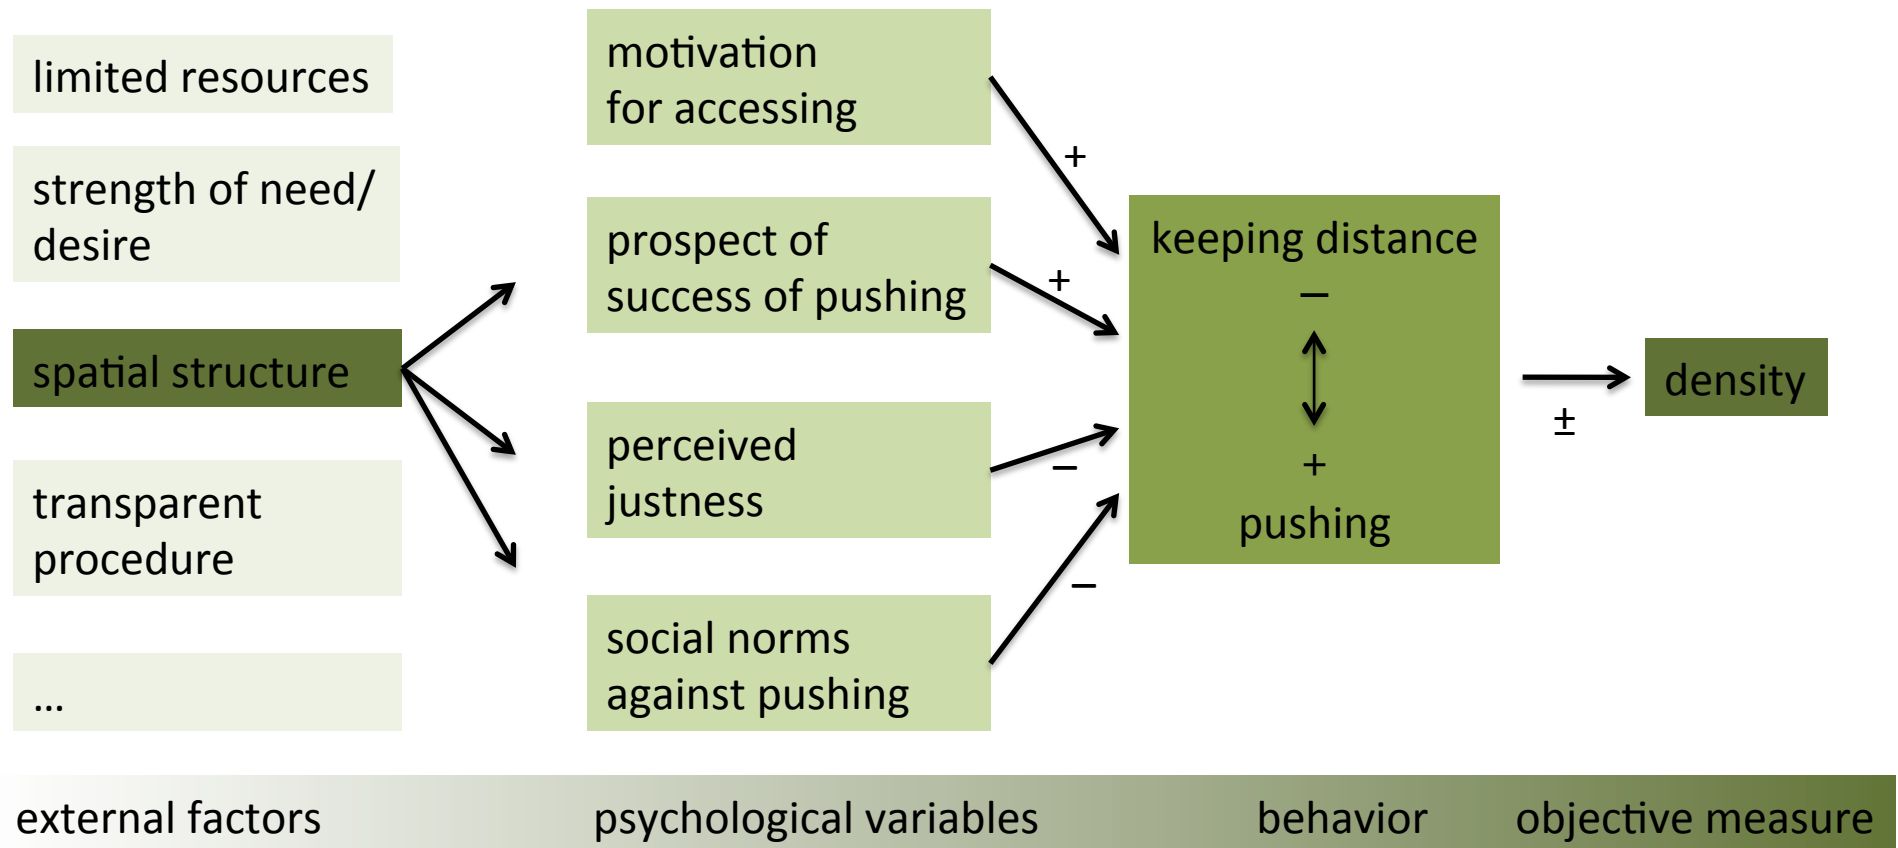 limited resources
strength of need/
desire
spatial structure
transparent
procedure
...
motivation
for accessing
prospect of
success of pushing
perceived
justness
social norms
against pushing
+
+
–
–
keeping distance
–
+
pushing
±
density
external factors
psychological variables
behavior
objective measure